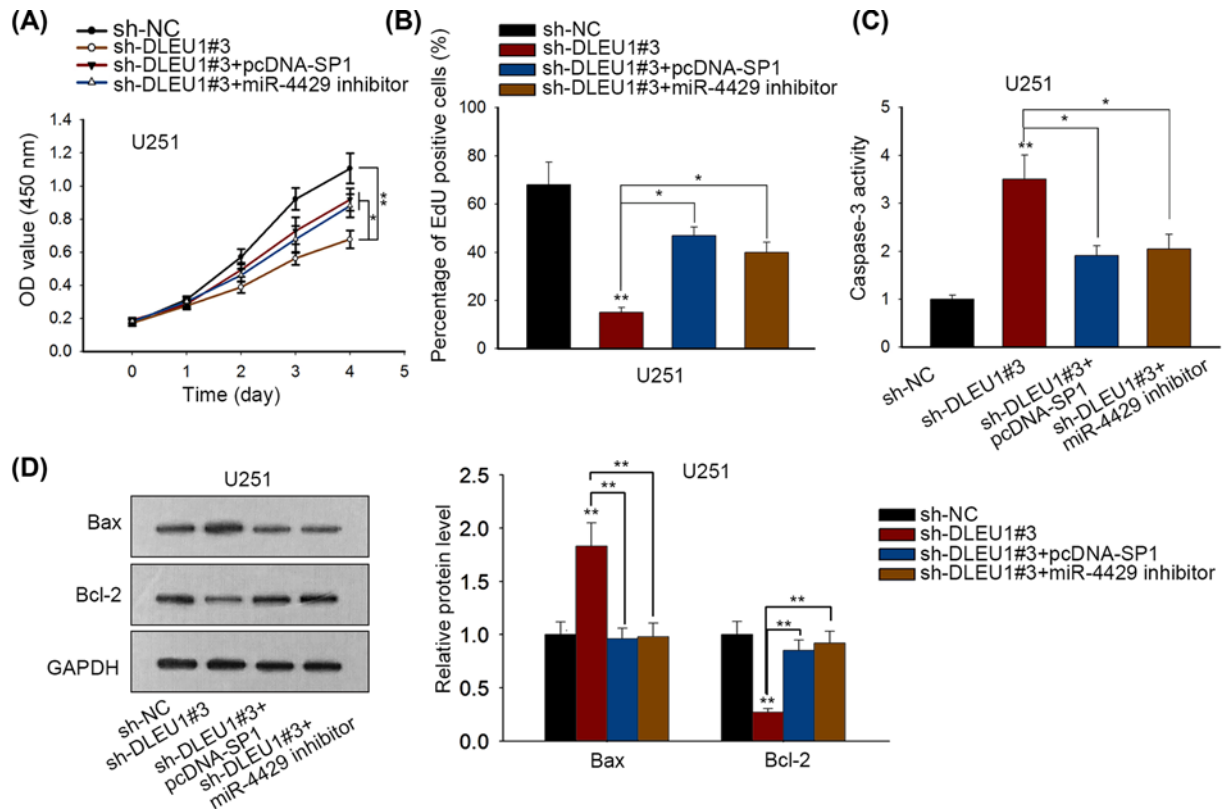 (A)
sh-NC
sh-DLEU1#3
sh-DLEU1#3+pcDNA-SP1
sh-DLEU1#3+miR-4429 inhibitor
U251
OD value (450 nm)
1.4
1.2
1.0
0.8
0.6
0.4
0.2
0.0
**
*
0 1 2 3 4 5
Time (day)
(B)
sh-NC
sh-DLEU1#3
sh-DLEU1#3+pcDNA-SP1
sh-DLEU1#3+miR-4429 inhibitor
Percentage of EdU positive cells (%)
100
80
60
40
20
0
*
*
**
U251
(C)
U251
Caspase-3 activity
5
4
3
2
1
0
*
*
**
sh-NC
sh-DLEU1#3
sh-DLEU1#3+
pcDNA-SP1
sh-DLEU1#3+
miR-4429 inhibitor
(D)
U251
Bax
Bcl-2
GAPDH
sh-NC
sh-DLEU1#3
sh-DLEU1#3+
pcDNA-SP1
sh-DLEU1#3+
miR-4429 inhibitor
U251
Relative protein level
2.5
2.0
1.5
1.0
0.5
0.0
**
**
**
**
**
**
Bax Bcl-2
sh-NC
sh-DLEU1#3
sh-DLEU1#3+pcDNA-SP1
sh-DLEU1#3+miR-4429 inhibitor